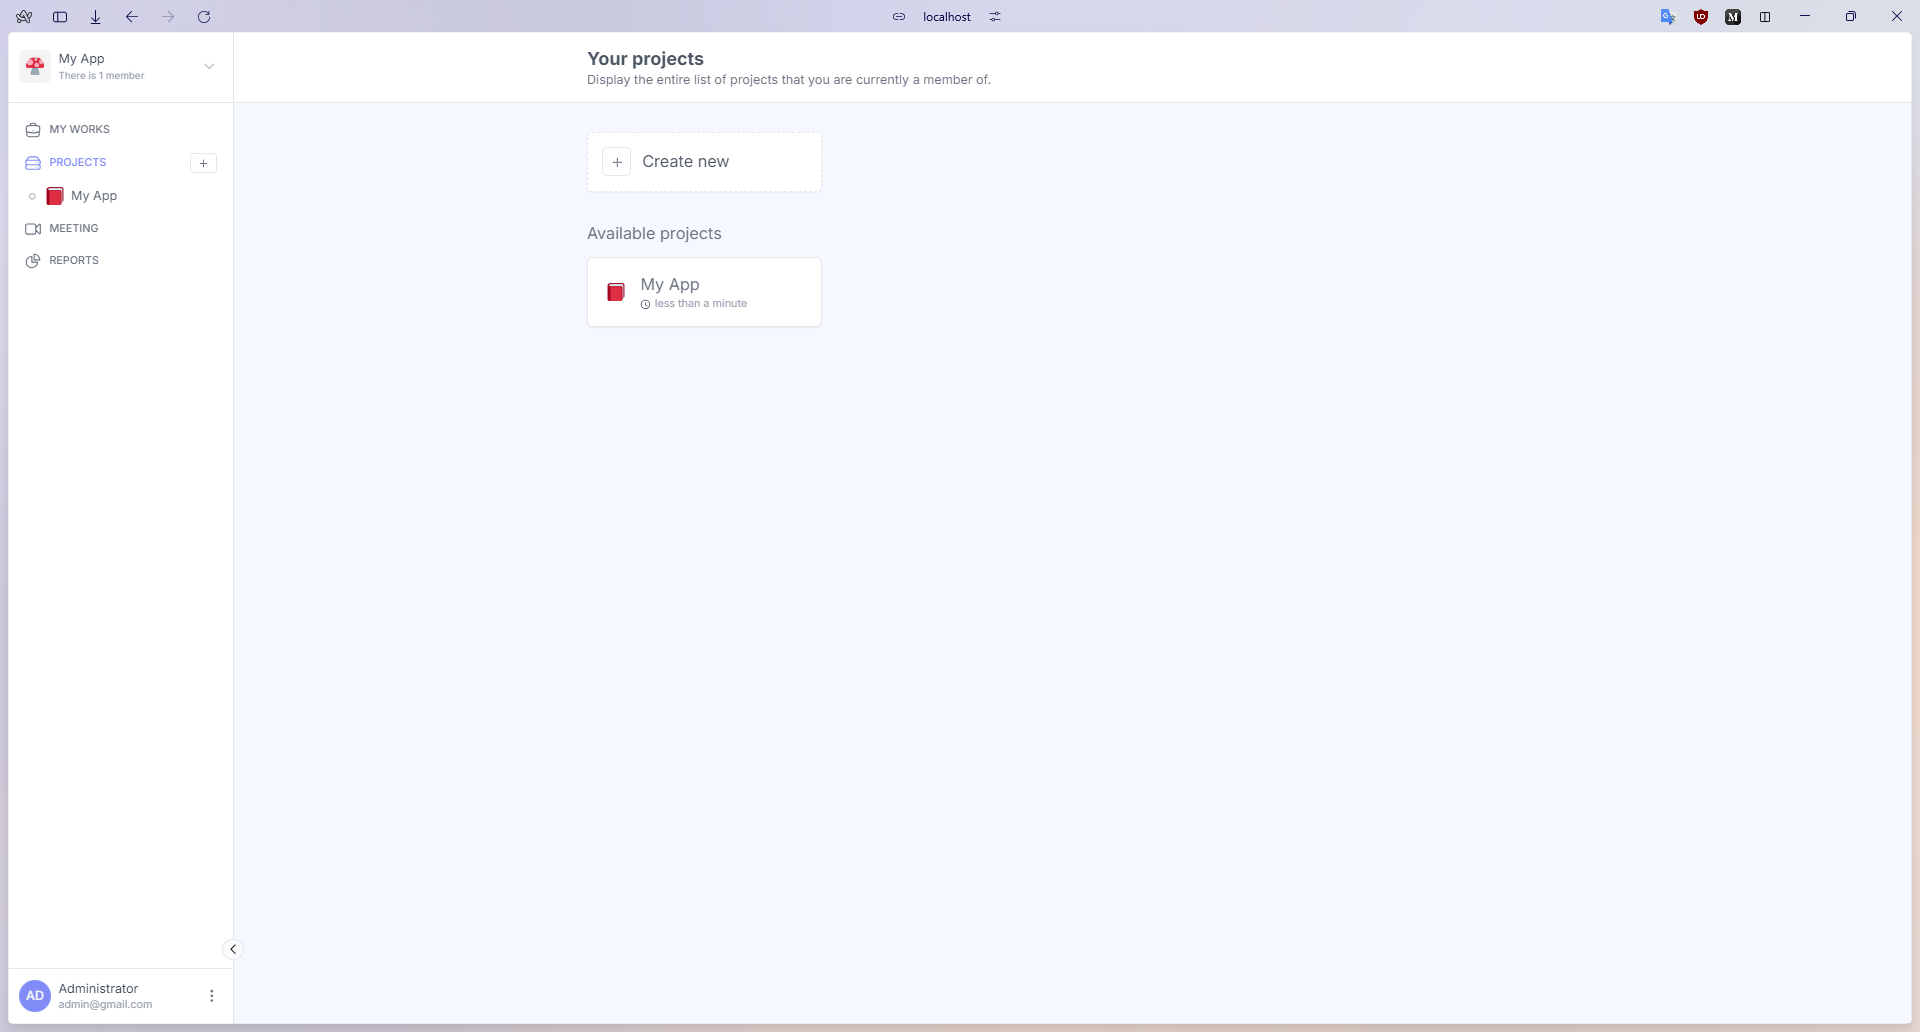 localhost
My App
There is 1 member
MY WORKS
PROJECTS
My App
MEETING
REPORTS
AD
Administrator
admin@gmail.com
Your projects
Display the entire list of projects that you are currently a member of.
Create new
Available projects
My App
less than a minute